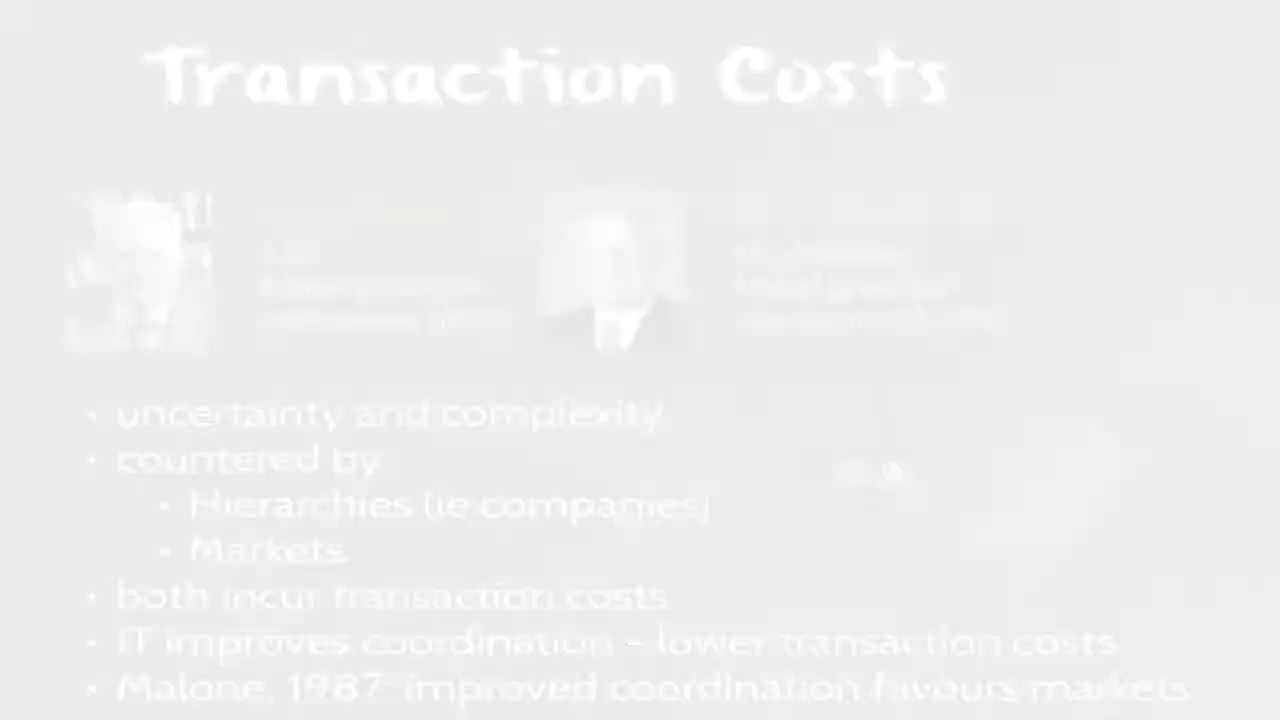 Transaction Costs
• uncertainty and complexity,
• countered by
• Hierarchies (ie companies)
• Markets
• both incur transaction costs
• IT improves coordination - lower transaction costs
• Malone, 1987: improved coordination favours markets